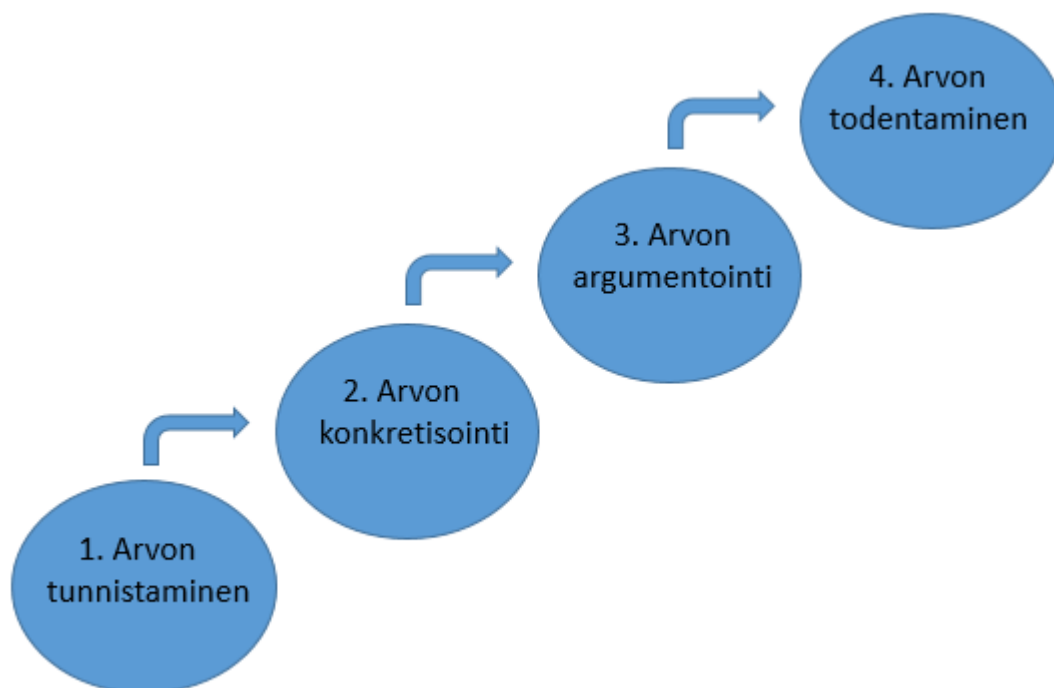 4. Arvon
todentaminen
3. Arvon
argumentointi
2. Arvon
konkretisointi
1. Arvon
tunnistaminen